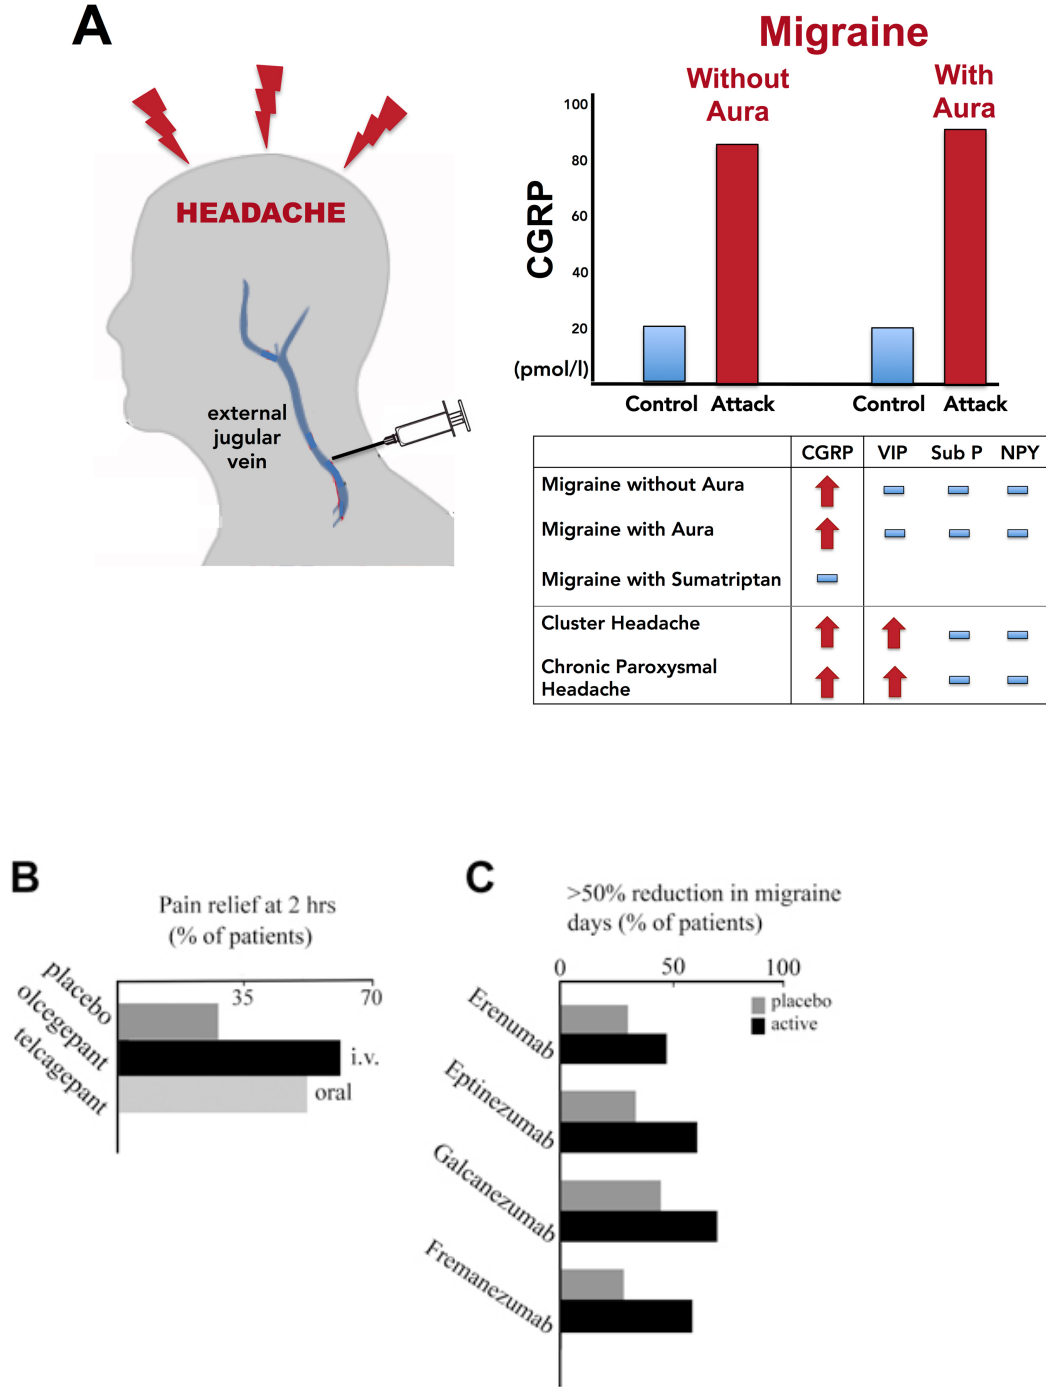 A
HEADACHE
external
jugular
vein
Migraine
Without
Aura
With
Aura
CGRP
100
80
60
40
20
(pmol/l)
Control Attack
Control Attack
CGRP VIP Sub P NPY
Migraine without Aura
Migraine with Aura
Migraine with Sumatriptan
Cluster Headache
Chronic Paroxysmal
Headache
B
Pain relief at 2 hrs
(% of patients)
35 70
placebo
olcegepant
telcagepant
i.v.
oral
C
>50% reduction in migraine
days (% of patients)
0 50 100
placebo
active
Erenumab
Eptinezumab
Galcanezumab
Fremanezumab